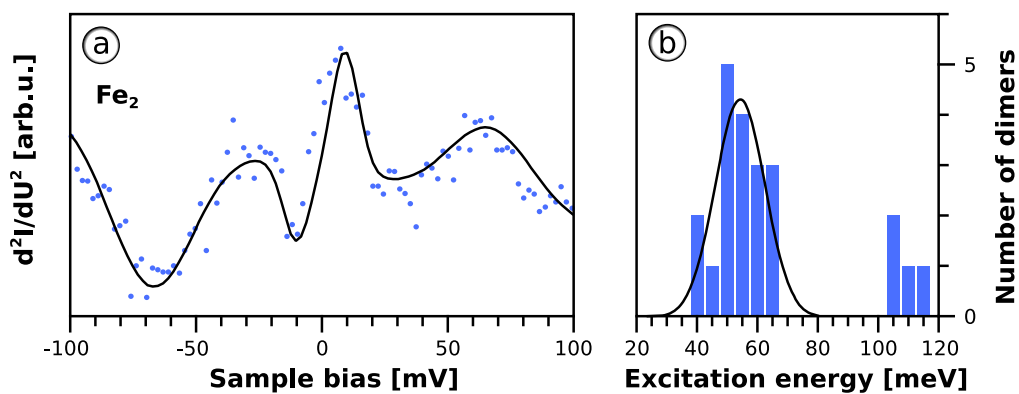 a
Fe₂
d²I/dU² [arb.u.]
-100 -50 0 50 100
Sample bias [mV]
b
5
0
Number of dimers
20 40 60 80 100 120
Excitation energy [meV]